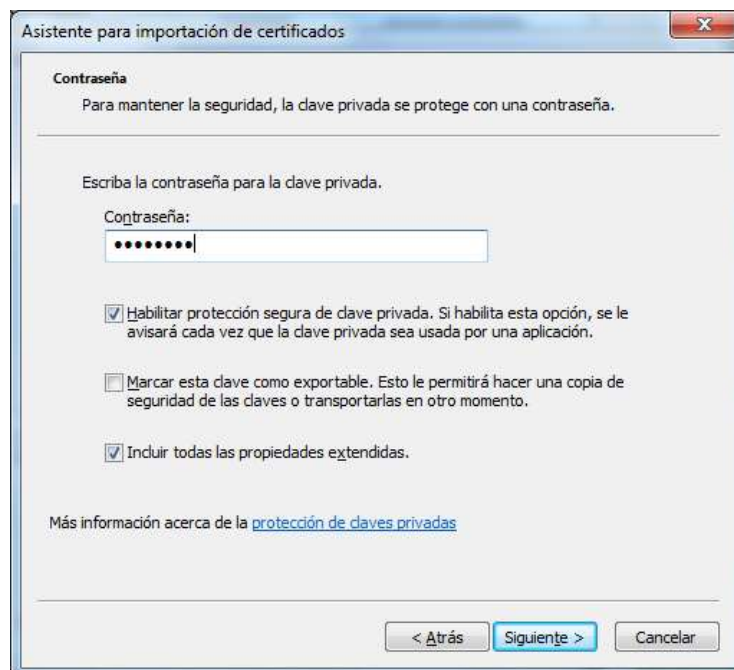 Asistente para importación de certificados
Contraseña
Para mantener la seguridad, la clave privada se protege con una contraseña.
Escriba la contraseña para la clave privada.
Contraseña:
••••••••
Habilitar protección segura de clave privada. Si habilita esta opción, se le
avisará cada vez que la clave privada sea usada por una aplicación.
Marcar esta clave como exportable. Esto le permitirá hacer una copia de
seguridad de las claves o transportarlas en otro momento.
Incluir todas las propiedades extendidas.
Más información acerca de la protección de claves privadas
< Atrás Siguiente > Cancelar